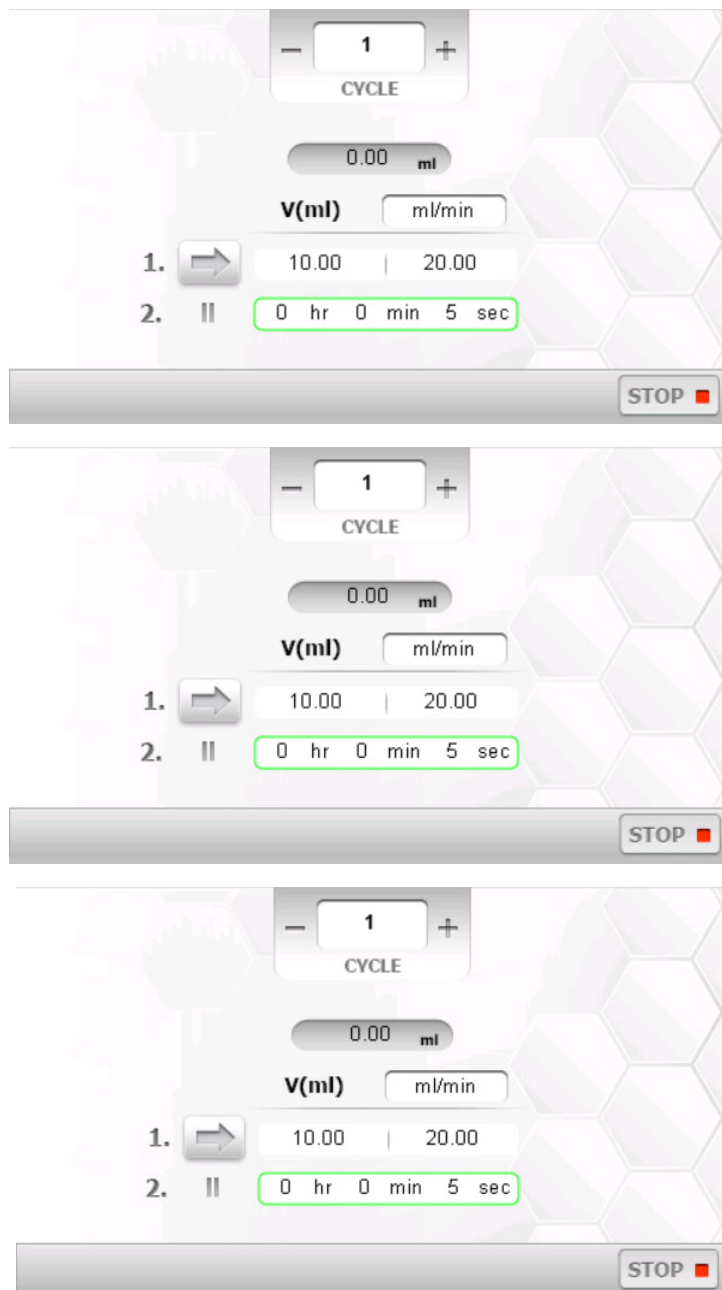 − 1 +
CYCLE
0.00 ml
V(ml) ml/min
1. 10.00 20.00
2. 0 hr 0 min 5 sec
STOP
− 1 +
CYCLE
0.00 ml
V(ml) ml/min
1. 10.00 20.00
2. 0 hr 0 min 5 sec
STOP
− 1 +
CYCLE
0.00 ml
V(ml) ml/min
1. 10.00 20.00
2. 0 hr 0 min 5 sec
STOP